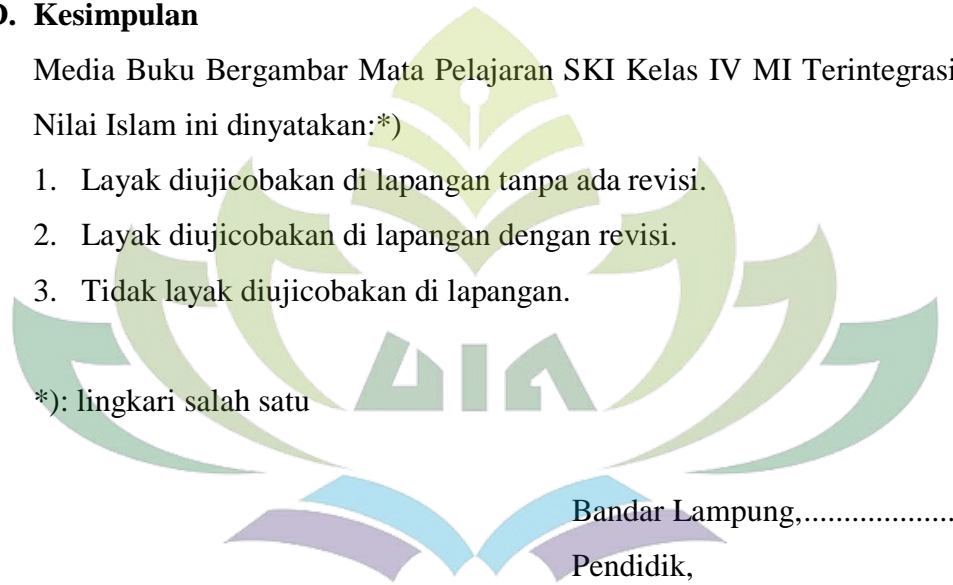 D. Kesimpulan
Media Buku Bergambar Mata Pelajaran SKI Kelas IV MI Terintegrasi
Nilai Islam ini dinyatakan:*)
1. Layak diujicobakan di lapangan tanpa ada revisi.
2. Layak diujicobakan di lapangan dengan revisi.
3. Tidak layak diujicobakan di lapangan.
UIN
*): lingkari salah satu
Bandar Lampung,...................
Pendidik,